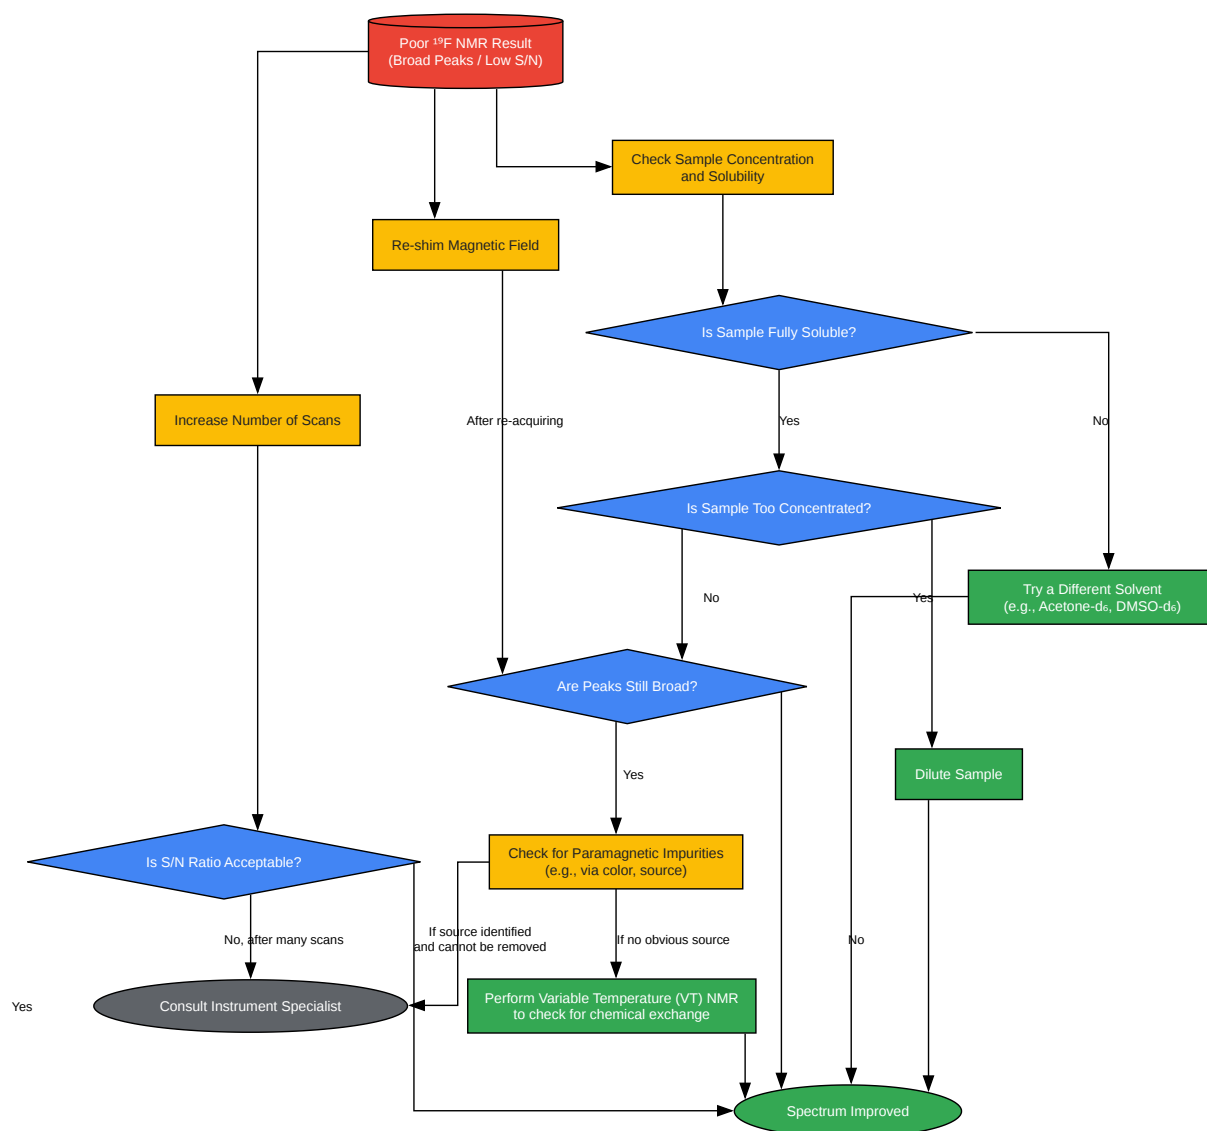 Poor ¹⁹F NMR Result
(Broad Peaks / Low S/N)
Check Sample Concentration
and Solubility
Re-shim Magnetic Field
Is Sample Fully Soluble?
Increase Number of Scans
After re-acquiring
Yes
No
Is Sample Too Concentrated?
No
Yes
Try a Different Solvent
(e.g., Acetone-d₆, DMSO-d₆)
Are Peaks Still Broad?
Yes
Dilute Sample
Is S/N Ratio Acceptable?
Check for Paramagnetic Impurities
(e.g., via color, source)
No, after many scans
If source identified
and cannot be removed
If no obvious source
No
Yes
Consult Instrument Specialist
Perform Variable Temperature (VT) NMR
to check for chemical exchange
Spectrum Improved